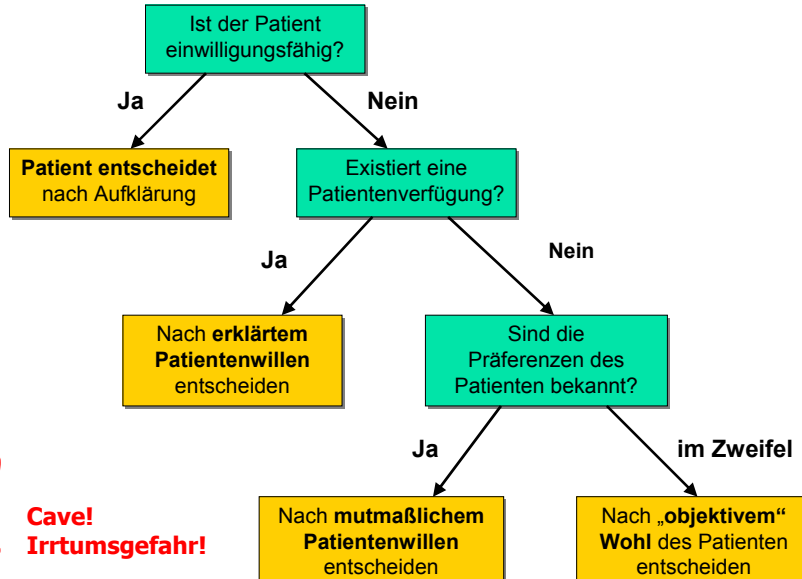 Ist der Patient
einwilligungsfähig?
Ja
Nein
Patient entscheidet
nach Aufklärung
Existiert eine
Patientenverfügung?
Ja
Nein
Nach erklärtem
Patientenwillen
entscheiden
Sind die
Präferenzen des
Patienten bekannt?
Ja
im Zweifel
Cave!
Irrtumsgefahr!
Nach mutmaßlichem
Patientenwillen
entscheiden
Nach „objektivem“
Wohl des Patienten
entscheiden